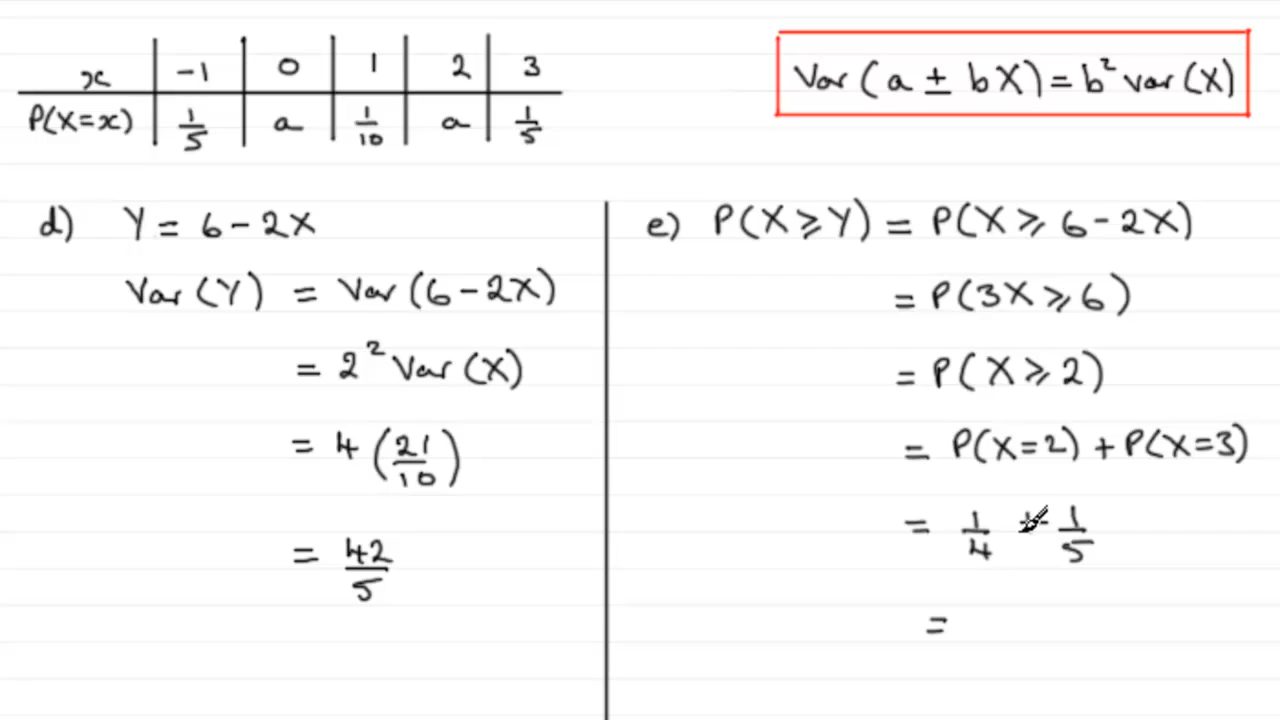 x -1 0 1 2 3
P(X=x) 1/5 a 1/10 a 1/5
Var(a ± bX) = b² Var(X)
d) Y = 6 - 2X
Var(Y) = Var(6 - 2X)
= 2² Var(X)
= 4 (21/10)
= 42/5
e) P(X ⩾ Y) = P(X ⩾ 6 - 2X)
= P(3X ⩾ 6)
= P(X ⩾ 2)
= P(X=2) + P(X=3)
= 1/4 + 1/5
=